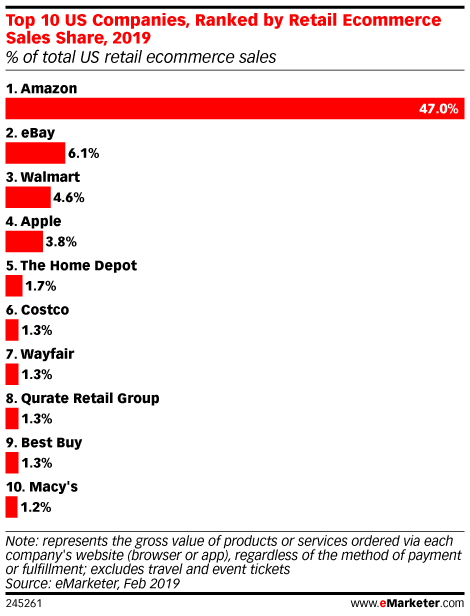 Top 10 US Companies, Ranked by Retail Ecommerce
Sales Share, 2019
% of total US retail ecommerce sales
1. Amazon
47.0%
2. eBay
6.1%
3. Walmart
4.6%
4. Apple
3.8%
5. The Home Depot
1.7%
6. Costco
1.3%
7. Wayfair
1.3%
8. Qurate Retail Group
1.3%
9. Best Buy
1.3%
10. Macy's
1.2%
Note: represents the gross value of products or services ordered via each
company's website (browser or app), regardless of the method of payment
or fulfillment; excludes travel and event tickets
Source: eMarketer, Feb 2019
245261
www.eMarketer.com